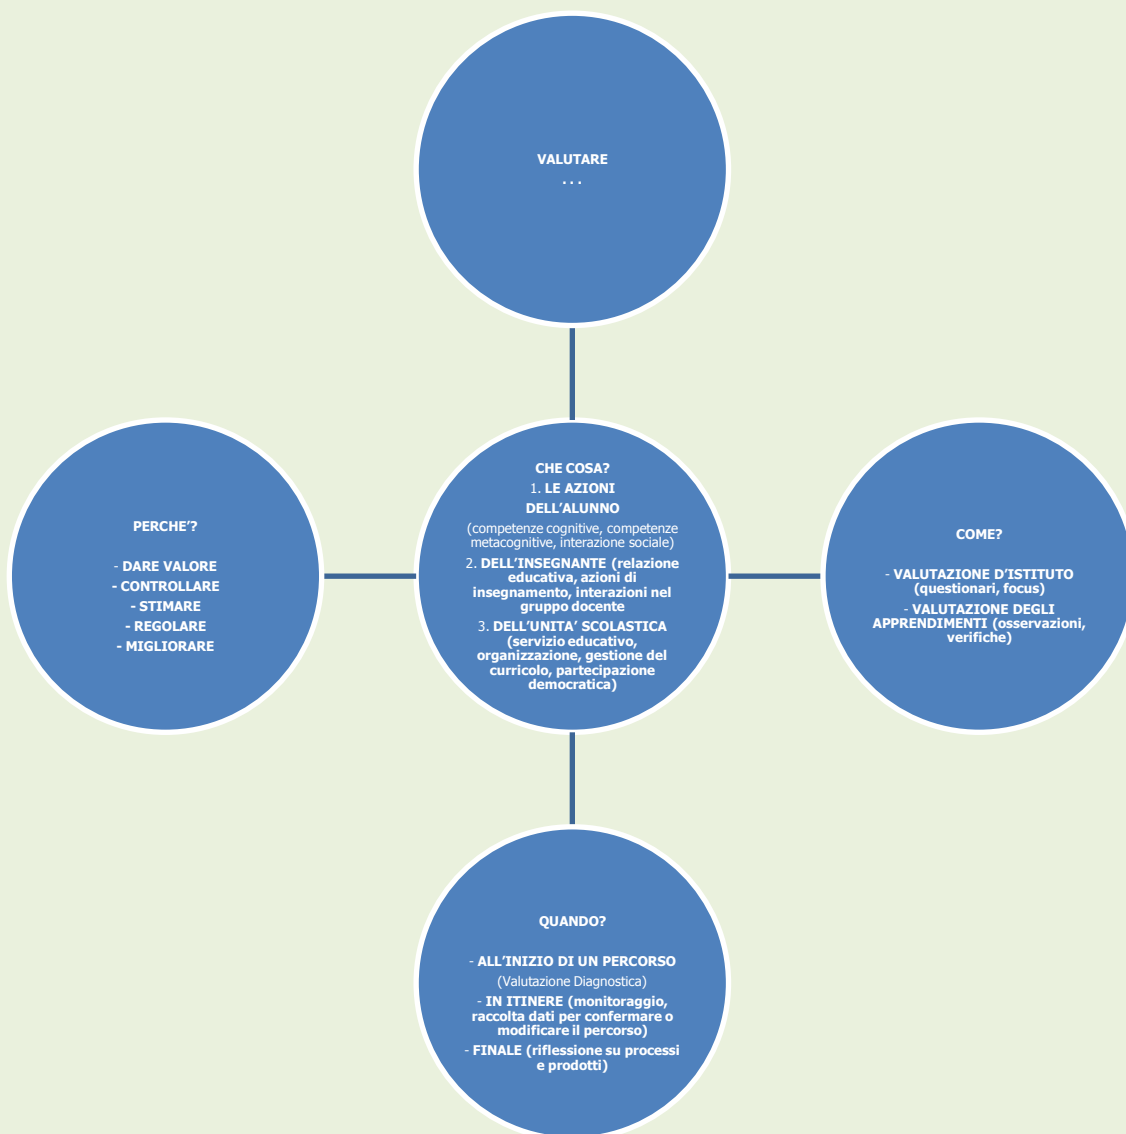 VALUTARE
. . .
PERCHE’?
- DARE VALORE
- CONTROLLARE
- STIMARE
- REGOLARE
- MIGLIORARE
CHE COSA?
1. LE AZIONI
DELL’ALUNNO
(competenze cognitive, competenze
metacognitive, interazione sociale)
2. DELL’INSEGNANTE (relazione
educativa, azioni di
insegnamento, interazioni nel
gruppo docente
3. DELL’UNITA’ SCOLASTICA
(servizio educativo,
organizzazione, gestione del
curricolo, partecipazione
democratica)
COME?
- VALUTAZIONE D’ISTITUTO
(questionari, focus)
- VALUTAZIONE DEGLI
APPRENDIMENTI (osservazioni,
verifiche)
QUANDO?
- ALL’INIZIO DI UN PERCORSO
(Valutazione Diagnostica)
- IN ITINERE (monitoraggio,
raccolta dati per confermare o
modificare il percorso)
- FINALE (riflessione su processi
e prodotti)